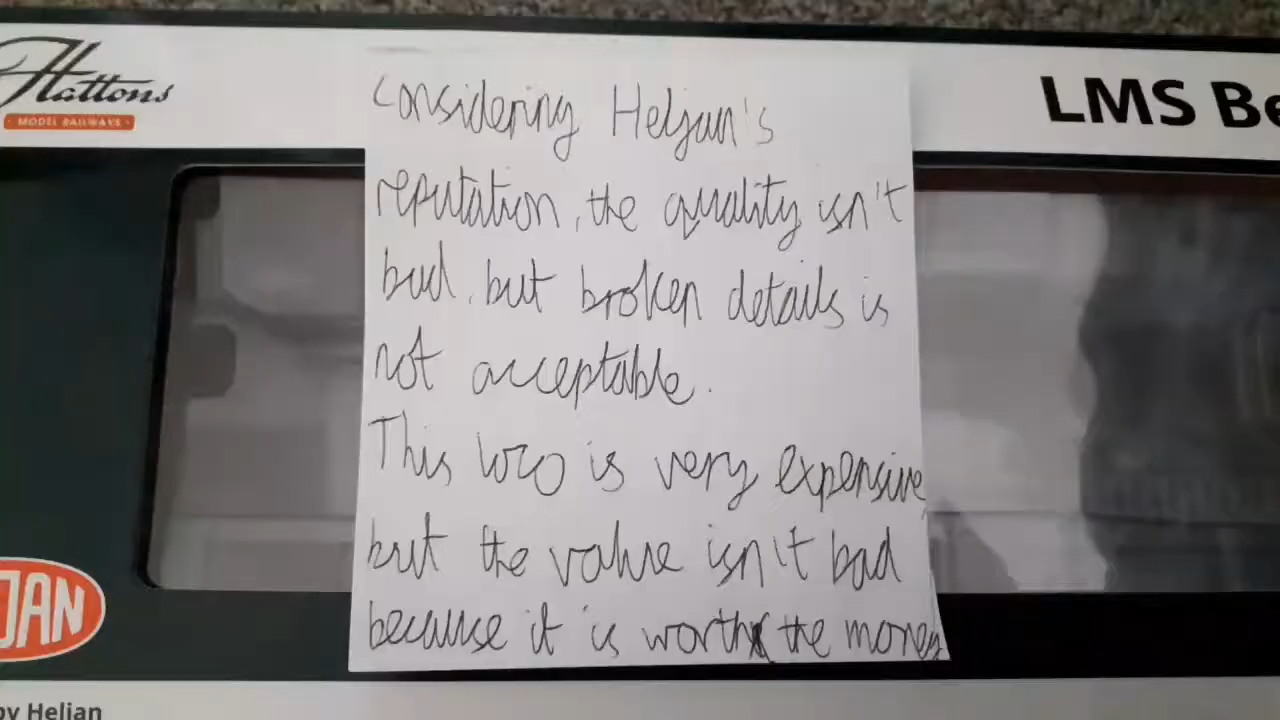 Hattons
MODEL RAILWAYS
LMS Be
Considering Heljan's
reputation, the quality isn't
bad, but broken details is
not acceptable.
This loco is very expensive,
but the value isn't bad
because it is worth the money
JAN
by Heljan